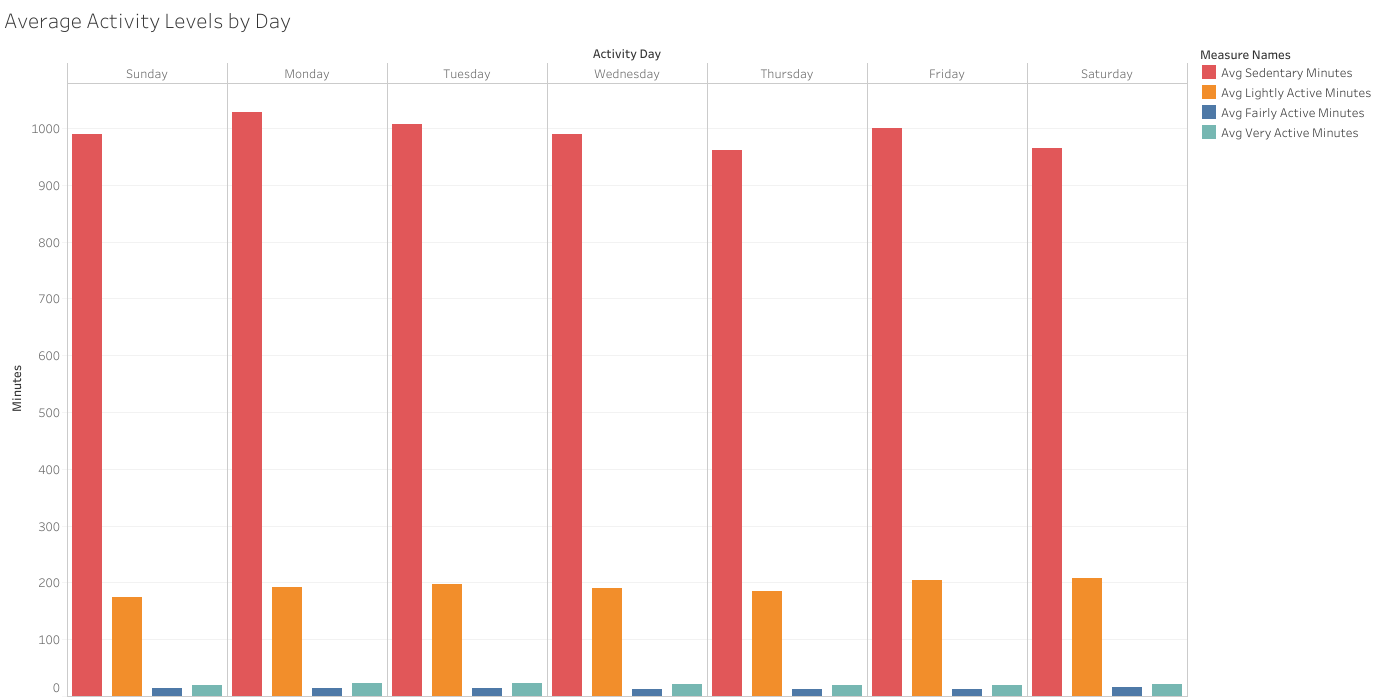 Average Activity Levels by Day
Activity Day
Sunday
Monday
Tuesday
Wednesday
Thursday
Friday
Saturday
Minutes
1000
900
800
700
600
500
400
300
200
100
0
Measure Names
Avg Sedentary Minutes
Avg Lightly Active Minutes
Avg Fairly Active Minutes
Avg Very Active Minutes